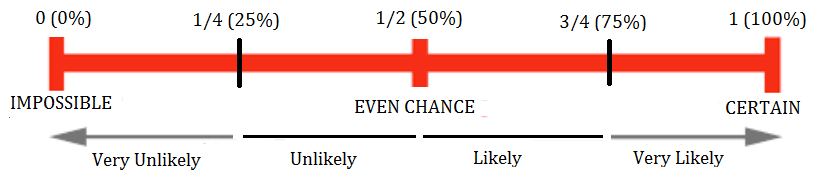 0 (0%) 1/4 (25%) 1/2 (50%) 3/4 (75%) 1 (100%)
IMPOSSIBLE EVEN CHANCE CERTAIN
Very Unlikely Unlikely Likely Very Likely